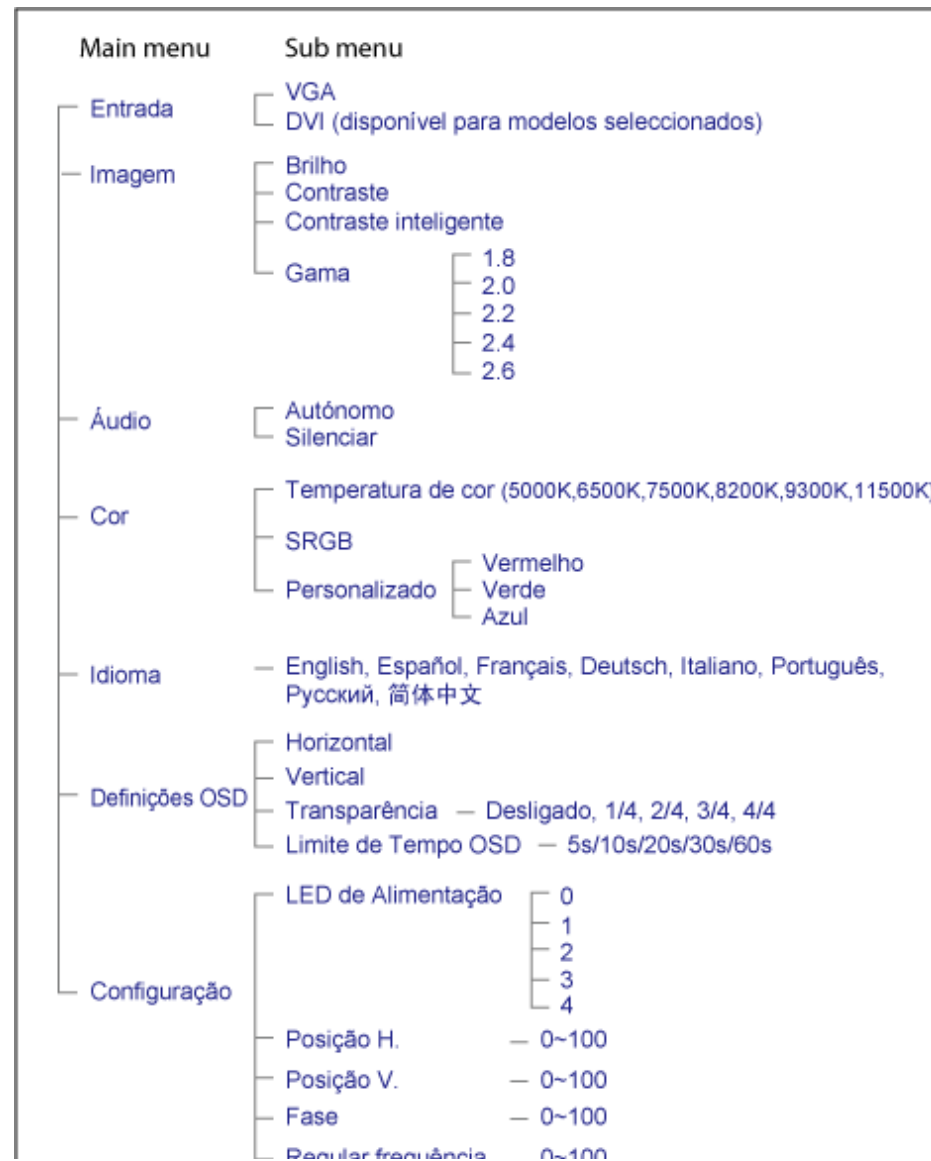 Main menu Sub menu
Entrada
VGA
DVI (disponível para modelos seleccionados)
Imagem
Brilho
Contraste
Contraste inteligente
Gama
1.8
2.0
2.2
2.4
2.6
Áudio
Autónomo
Silenciar
Cor
Temperatura de cor (5000K,6500K,7500K,8200K,9300K,11500K)
SRGB
Personalizado
Vermelho
Verde
Azul
Idioma
English, Español, Français, Deutsch, Italiano, Português,
Русский, 简体中文
Definições OSD
Horizontal
Vertical
Transparência — Desligado, 1/4, 2/4, 3/4, 4/4
Limite de Tempo OSD — 5s/10s/20s/30s/60s
Configuração
LED de Alimentação
0
1
2
3
4
Posição H. — 0~100
Posição V. — 0~100
Fase — 0~100
Regular frequência 0~100